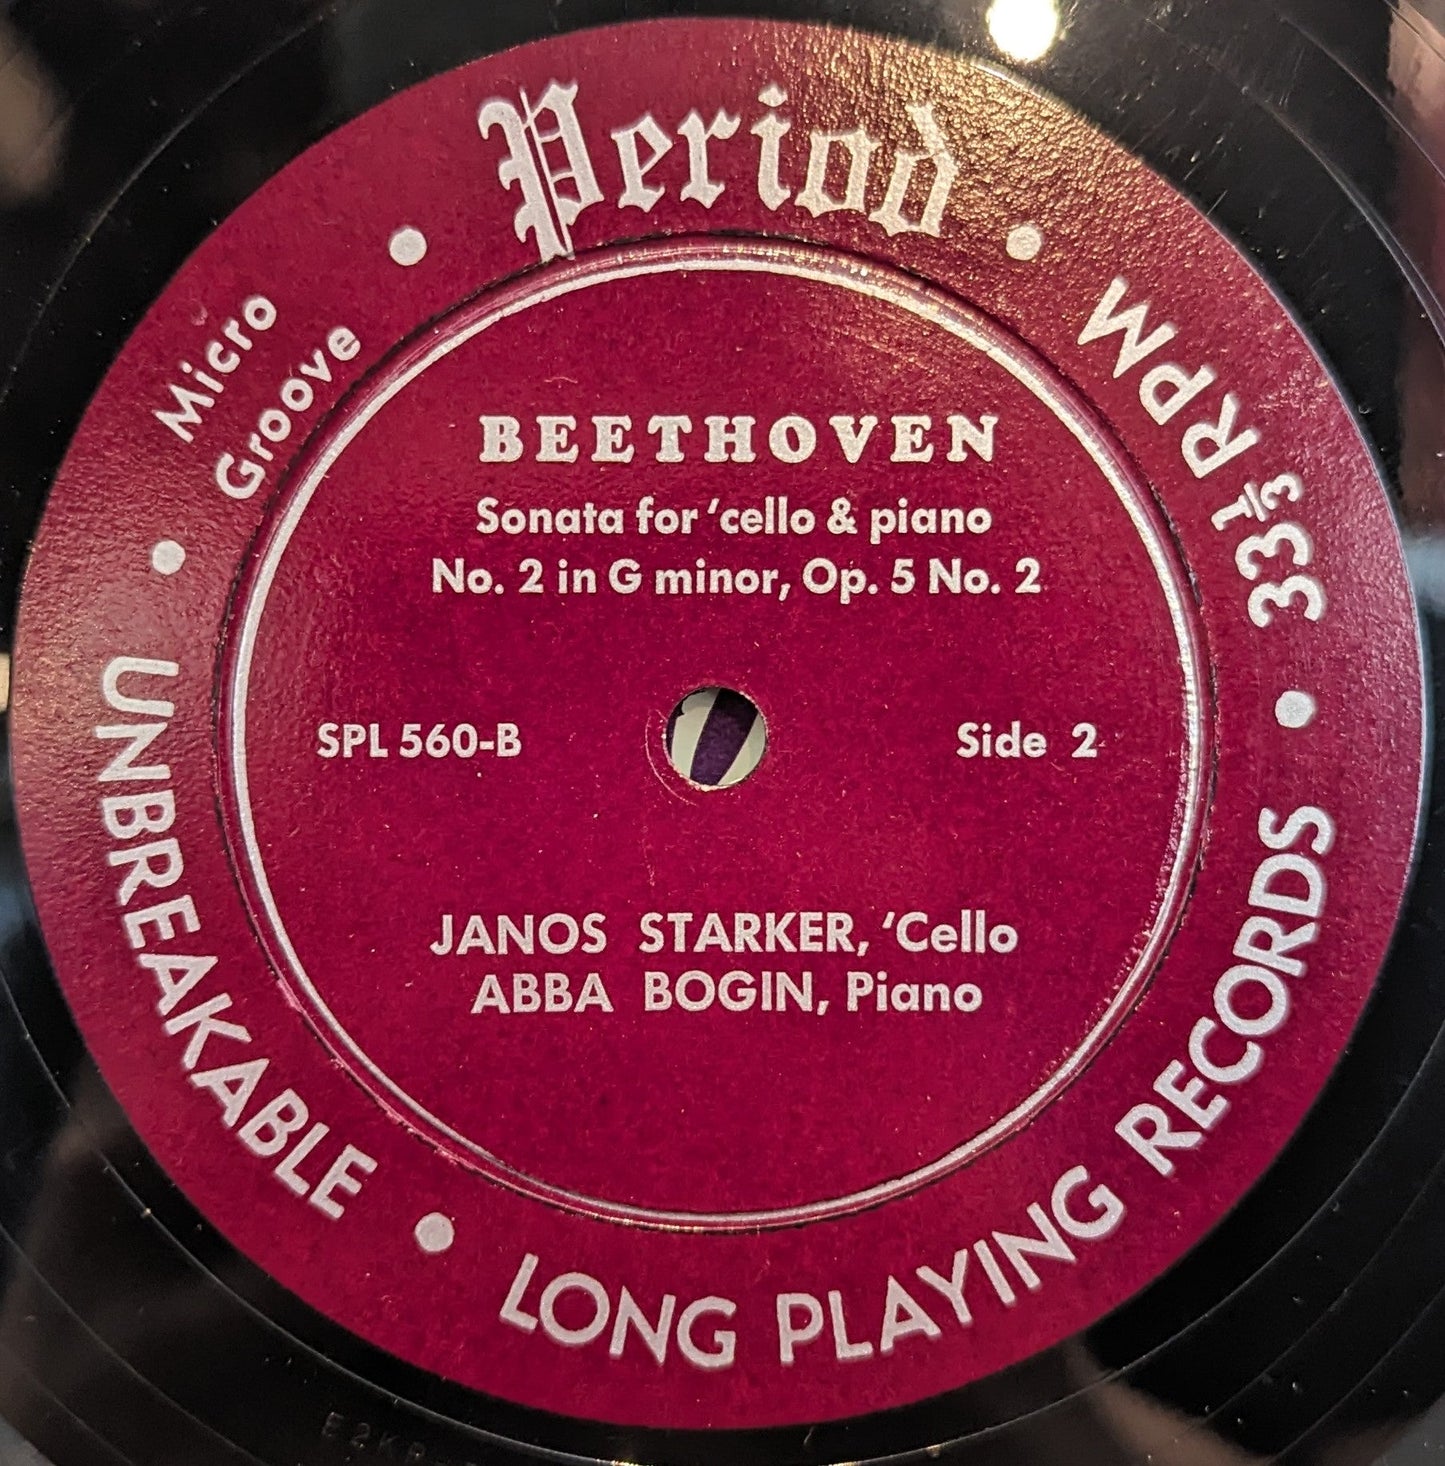 Period
33⅓ RPM
Micro
Groove
UNBREAKABLE
LONG PLAYING RECORDS
BEETHOVEN
Sonata for 'cello & piano
No. 2 in G minor, Op. 5 No. 2
SPL 560-B
Side 2
JANOS STARKER, 'Cello
ABBA BOGIN, Piano